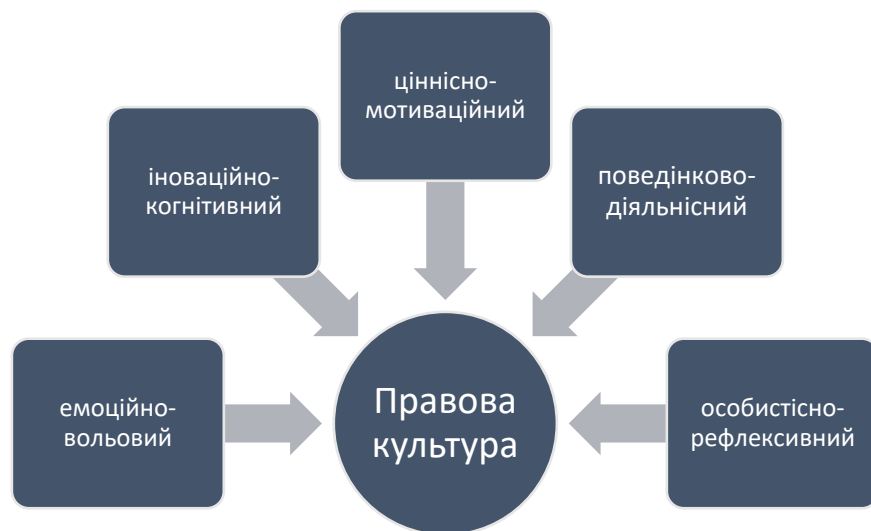 ціннісно-
мотиваційний
іноваційно-
когнітивний
поведінково-
діяльнісний
емоційно-
вольовий
Правова
культура
особистісно-
рефлексивний